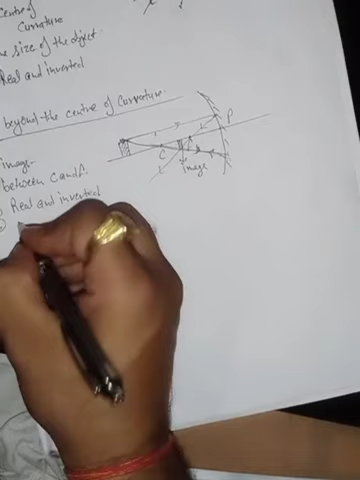 Centre of
Curvature
size of the object.
Real and inverted
beyond the centre of Curvature.
P
C
Image
image-
between C and F.
Real and inverted